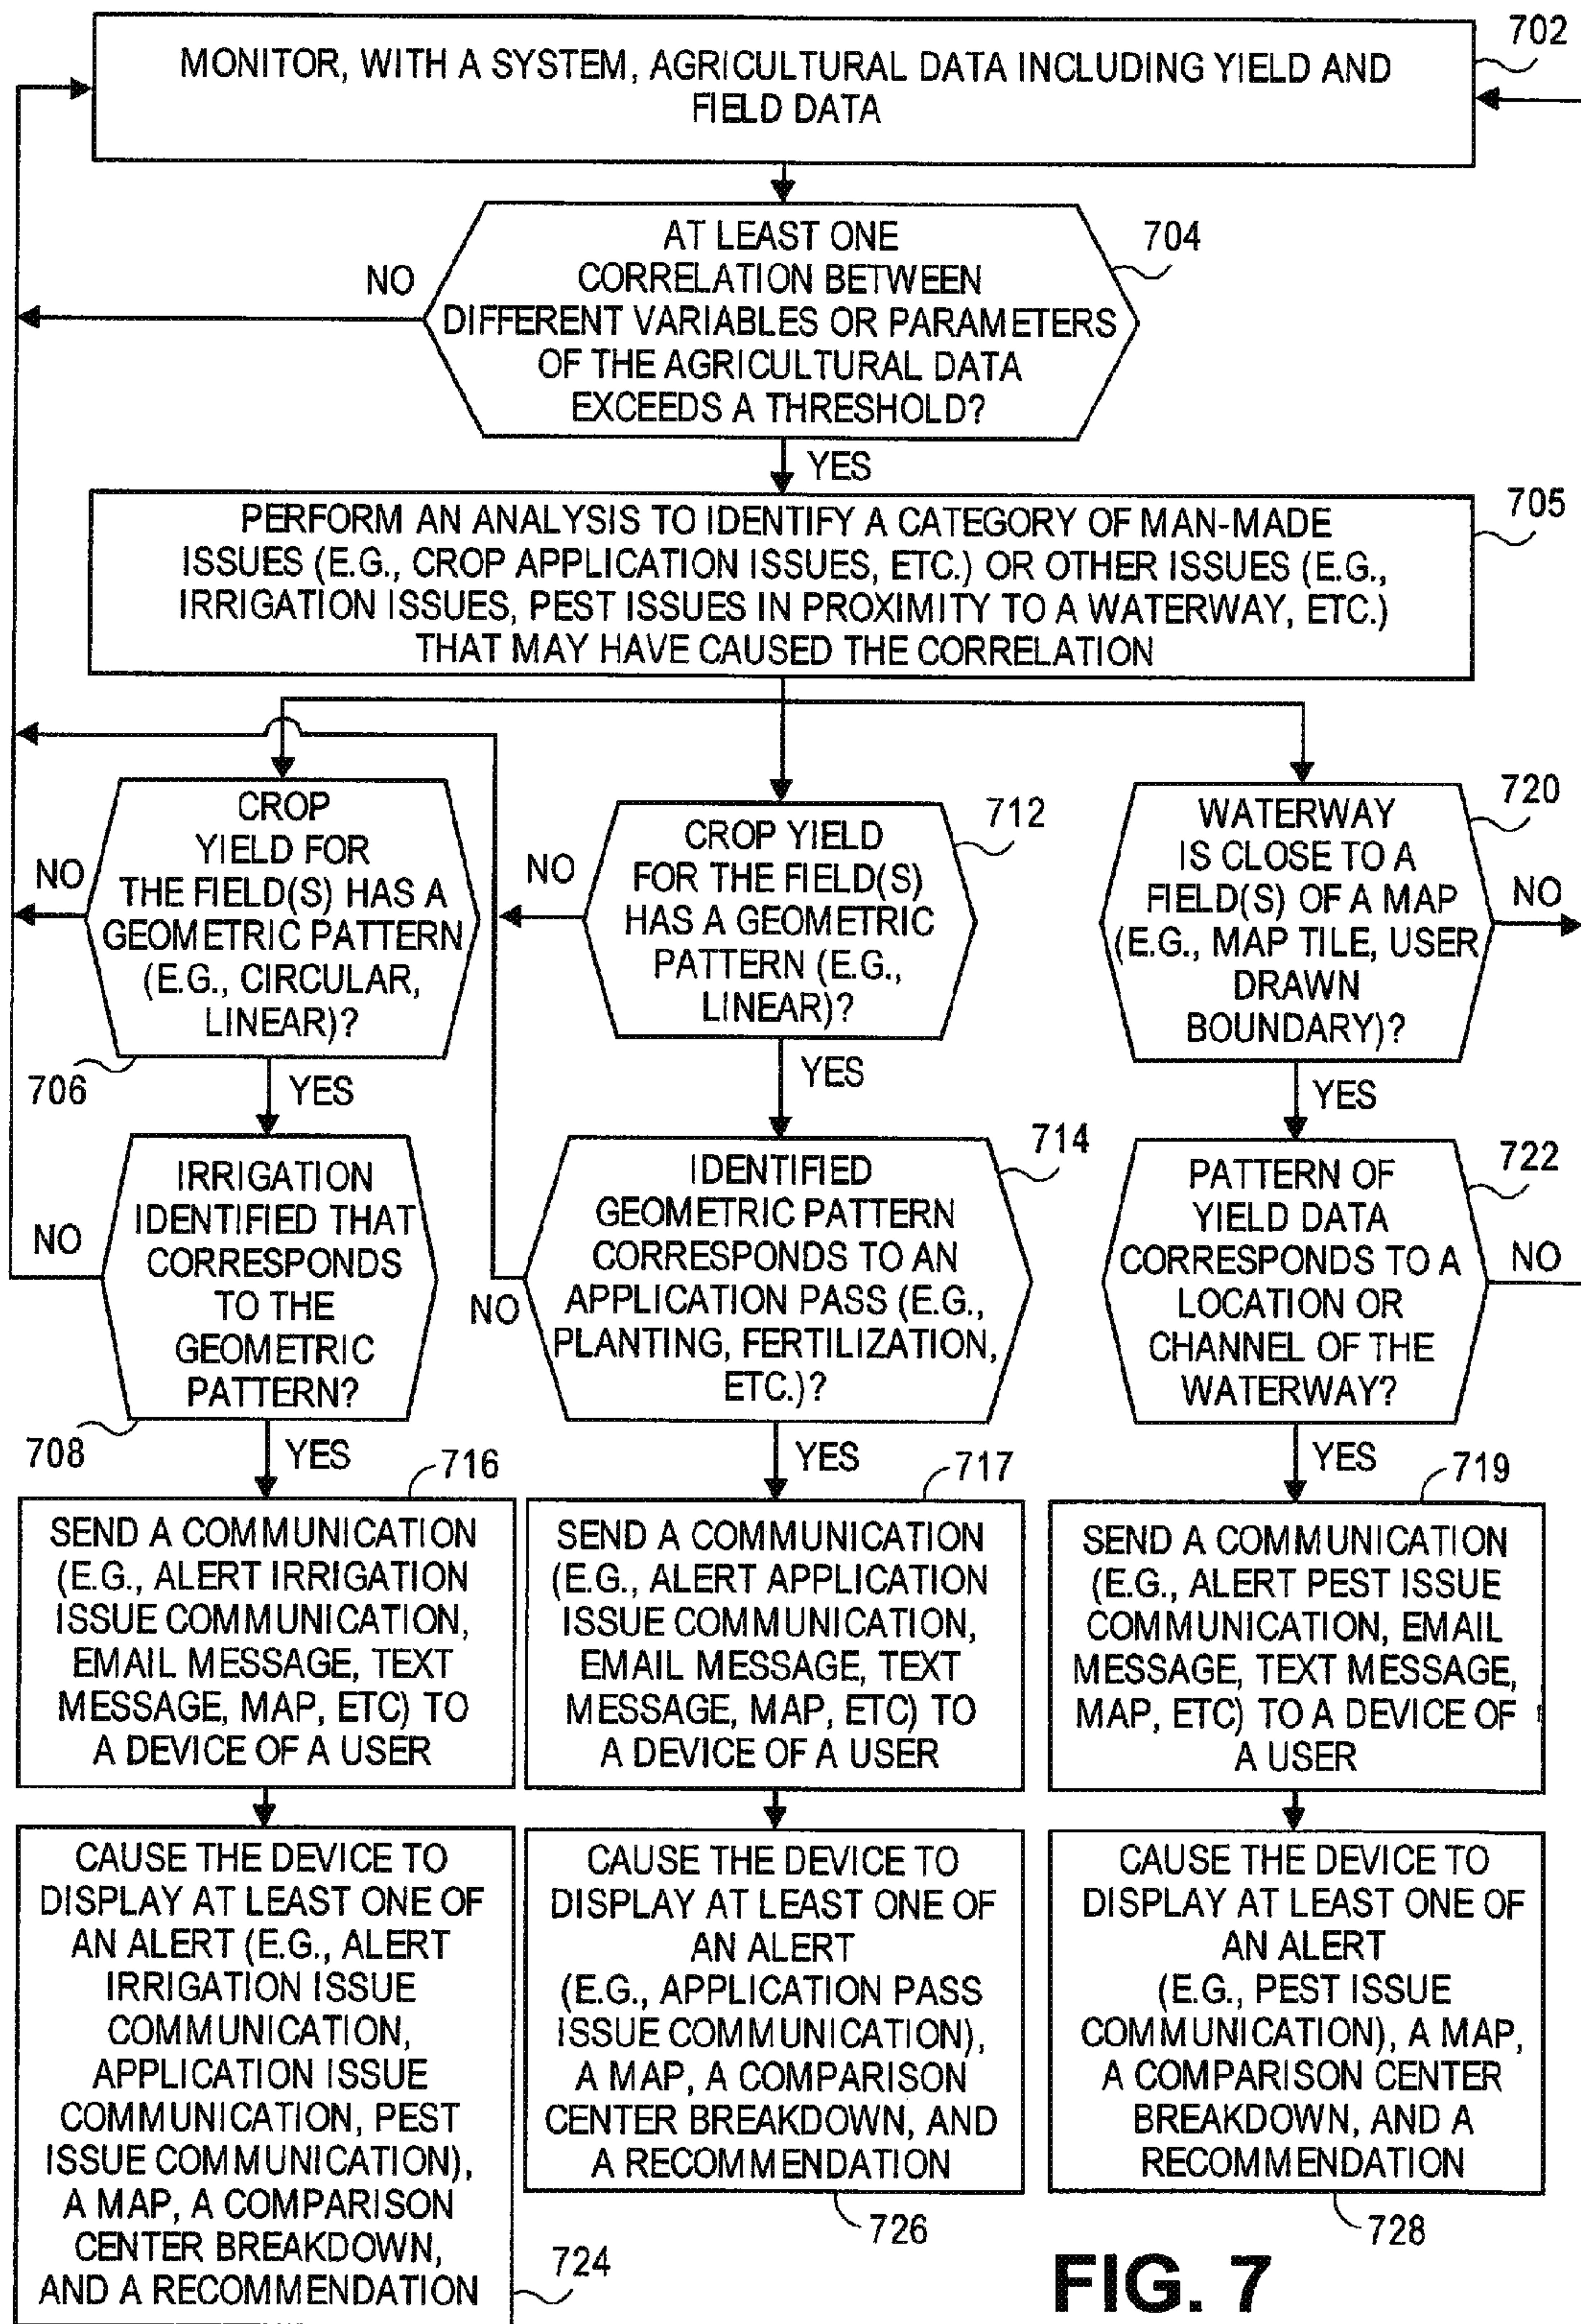 702
MONITOR, WITH A SYSTEM, AGRICULTURAL DATA INCLUDING YIELD AND
FIELD DATA
704
AT LEAST ONE
CORRELATION BETWEEN
DIFFERENT VARIABLES OR PARAMETERS
OF THE AGRICULTURAL DATA
EXCEEDS A THRESHOLD?
NO
YES
705
PERFORM AN ANALYSIS TO IDENTIFY A CATEGORY OF MAN-MADE
ISSUES (E.G., CROP APPLICATION ISSUES, ETC.) OR OTHER ISSUES (E.G.,
IRRIGATION ISSUES, PEST ISSUES IN PROXIMITY TO A WATERWAY, ETC.)
THAT MAY HAVE CAUSED THE CORRELATION
CROP
YIELD FOR
THE FIELD(S) HAS A
GEOMETRIC PATTERN
(E.G., CIRCULAR,
LINEAR)?
NO
706
YES
IRRIGATION
IDENTIFIED THAT
CORRESPONDS
TO THE
GEOMETRIC
PATTERN?
NO
708
YES
716
SEND A COMMUNICATION
(E.G., ALERT IRRIGATION
ISSUE COMMUNICATION,
EMAIL MESSAGE, TEXT
MESSAGE, MAP, ETC) TO
A DEVICE OF A USER
CAUSE THE DEVICE TO
DISPLAY AT LEAST ONE OF
AN ALERT (E.G., ALERT
IRRIGATION ISSUE
COMMUNICATION,
APPLICATION ISSUE
COMMUNICATION, PEST
ISSUE COMMUNICATION),
A MAP, A COMPARISON
CENTER BREAKDOWN,
AND A RECOMMENDATION
724
712
CROP YIELD
FOR THE FIELD(S)
HAS A GEOMETRIC
PATTERN (E.G.,
LINEAR)?
NO
YES
714
IDENTIFIED
GEOMETRIC PATTERN
CORRESPONDS TO AN
APPLICATION PASS (E.G.,
PLANTING, FERTILIZATION,
ETC.)?
NO
YES
717
SEND A COMMUNICATION
(E.G., ALERT APPLICATION
ISSUE COMMUNICATION,
EMAIL MESSAGE, TEXT
MESSAGE, MAP, ETC) TO
A DEVICE OF A USER
CAUSE THE DEVICE TO
DISPLAY AT LEAST ONE OF
AN ALERT
(E.G., APPLICATION PASS
ISSUE COMMUNICATION),
A MAP, A COMPARISON
CENTER BREAKDOWN, AND
A RECOMMENDATION
726
720
WATERWAY
IS CLOSE TO A
FIELD(S) OF A MAP
(E.G., MAP TILE, USER
DRAWN
BOUNDARY)?
NO
YES
722
PATTERN OF
YIELD DATA
CORRESPONDS TO A
LOCATION OR
CHANNEL OF THE
WATERWAY?
NO
YES
719
SEND A COMMUNICATION
(E.G., ALERT PEST ISSUE
COMMUNICATION, EMAIL
MESSAGE, TEXT MESSAGE,
MAP, ETC) TO A DEVICE OF
A USER
CAUSE THE DEVICE TO
DISPLAY AT LEAST ONE OF
AN ALERT
(E.G., PEST ISSUE
COMMUNICATION), A MAP,
A COMPARISON CENTER
BREAKDOWN, AND A
RECOMMENDATION
728
FIG. 7